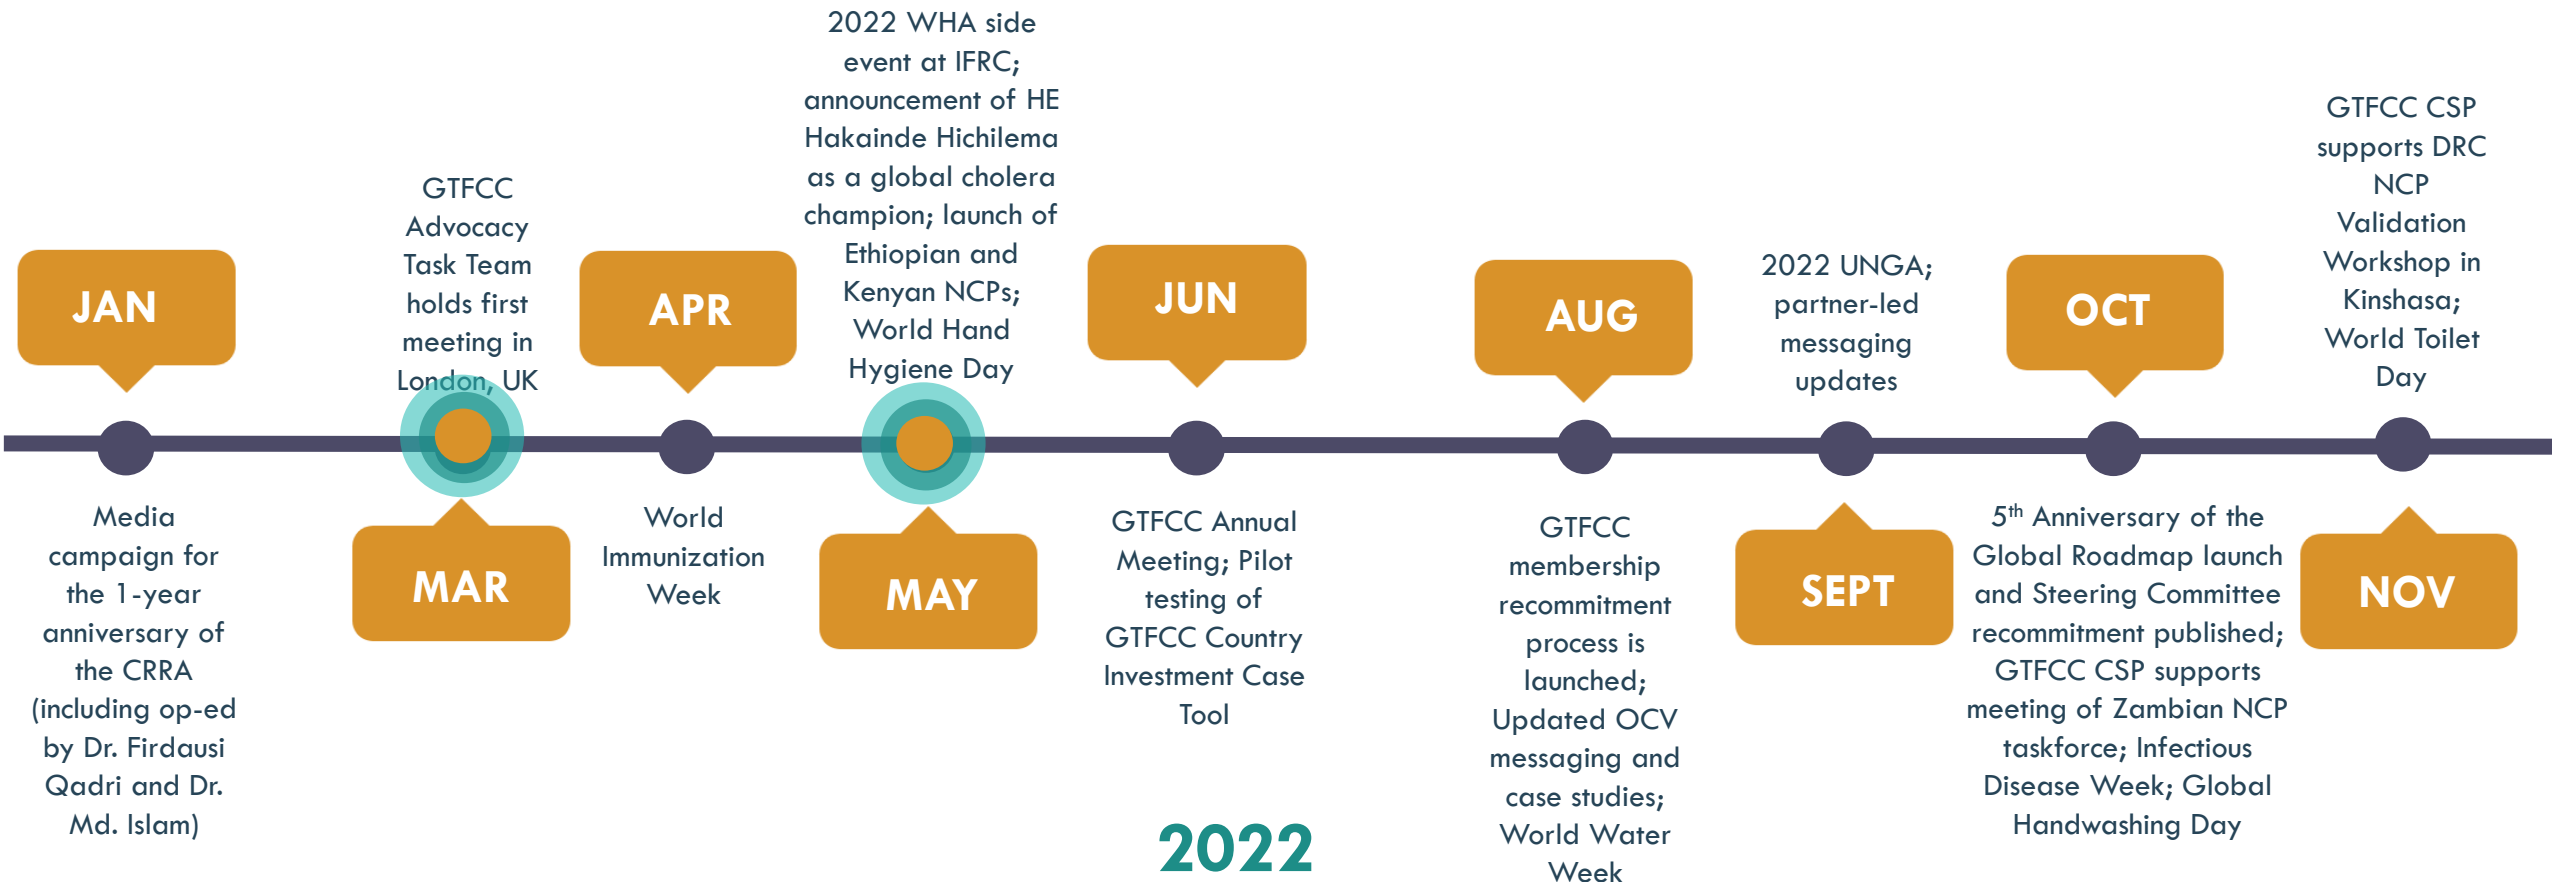 JAN
Media
campaign for
the 1-year
anniversary of
the CRRA
(including op-ed
by Dr. Firdausi
Qadri and Dr.
Md. Islam)
GTFCC
Advocacy
Task Team
holds first
meeting in
London, UK
MAR
APR
World
Immunization
Week
2022 WHA side
event at IFRC;
announcement of HE
Hakainde Hichilema
as a global cholera
champion; launch of
Ethiopian and
Kenyan NCPs;
World Hand
Hygiene Day
MAY
JUN
GTFCC Annual
Meeting; Pilot
testing of
GTFCC Country
Investment Case
Tool
AUG
GTFCC
membership
recommitment
process is
launched;
Updated OCV
messaging and
case studies;
World Water
Week
2022 UNGA;
partner-led
messaging
updates
SEPT
OCT
5th Anniversary of the
Global Roadmap launch
and Steering Committee
recommitment published;
GTFCC CSP supports
meeting of Zambian NCP
taskforce; Infectious
Disease Week; Global
Handwashing Day
GTFCC CSP
supports DRC
NCP
Validation
Workshop in
Kinshasa;
World Toilet
Day
NOV
2022